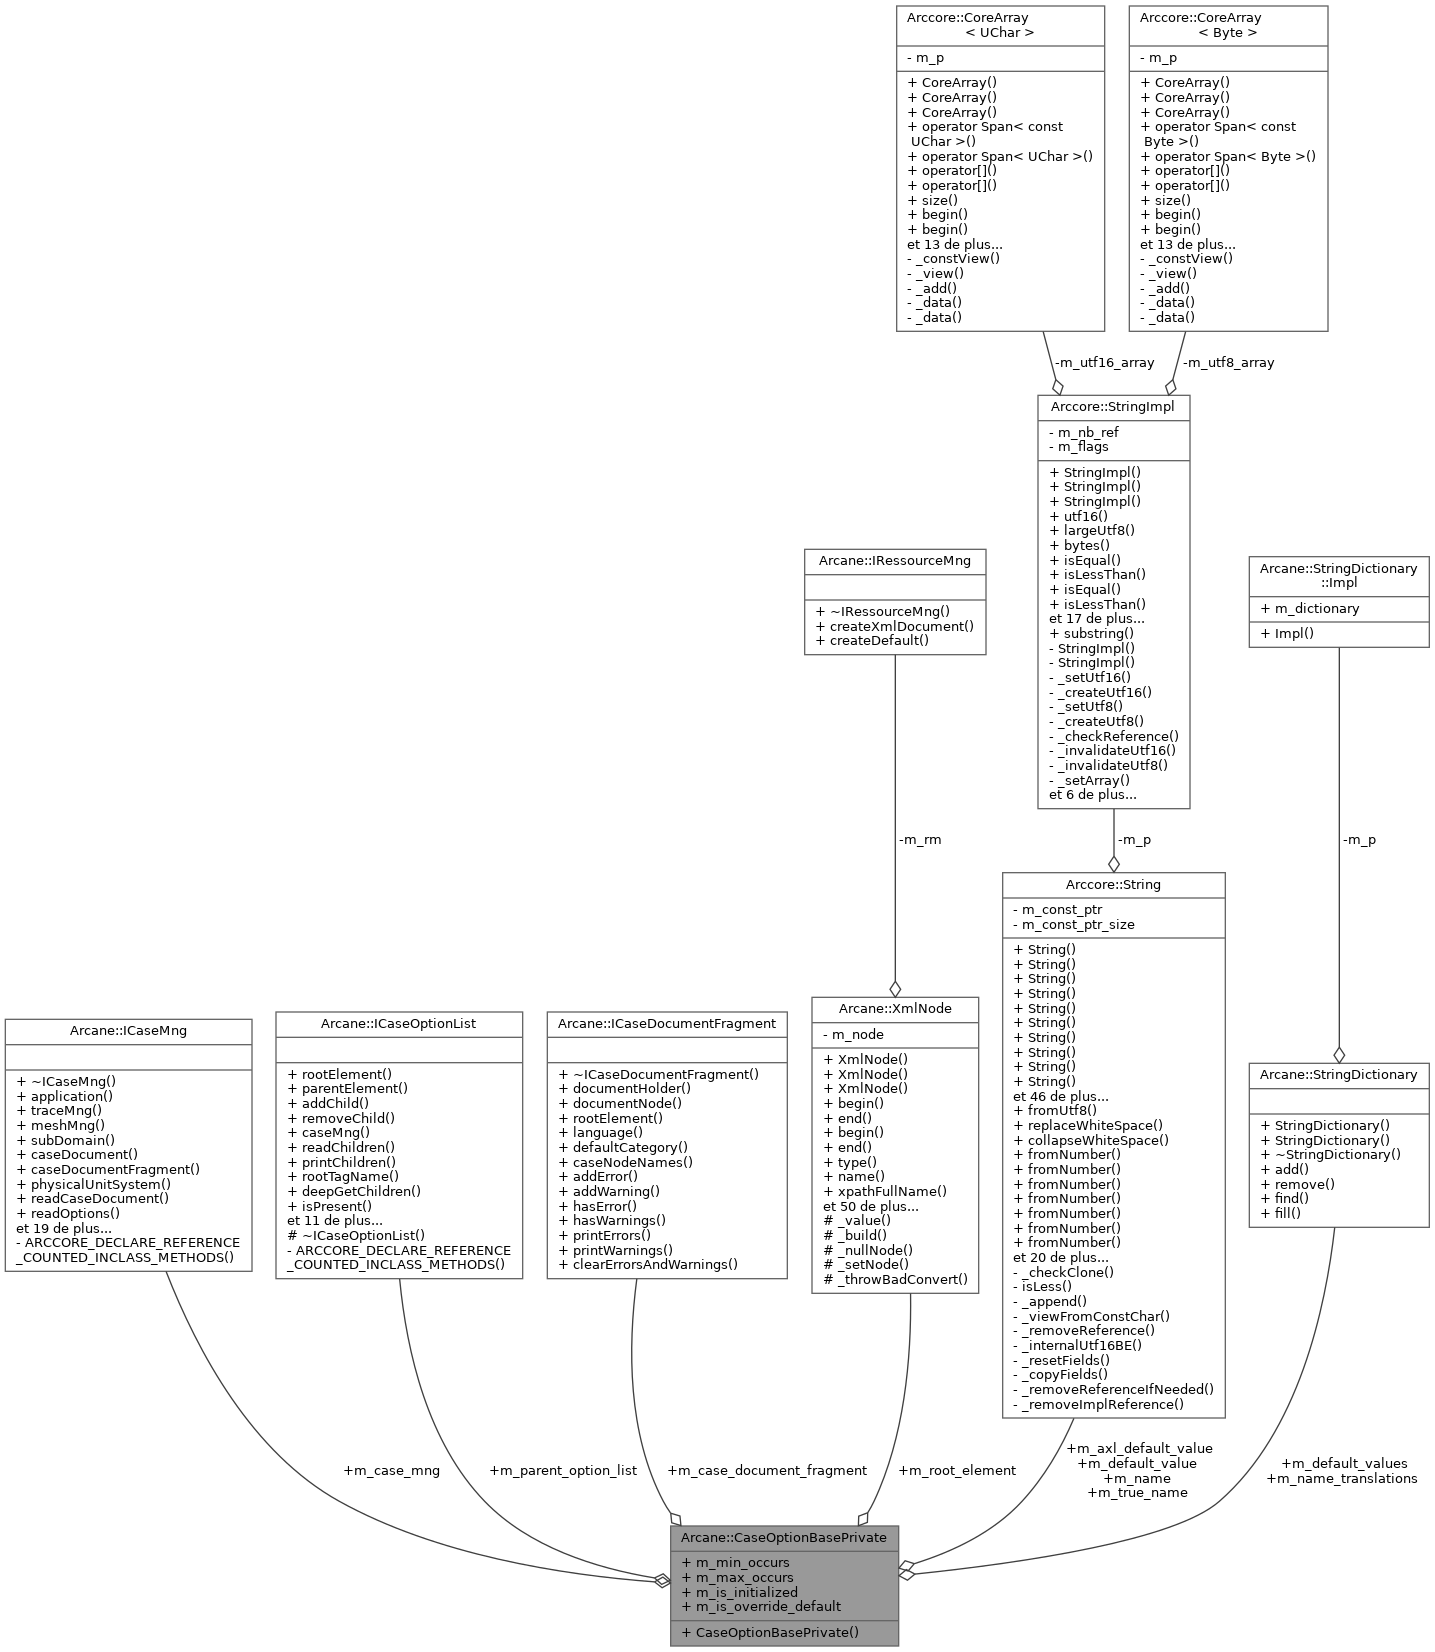 Arccore::CoreArray
< UChar >
- m_p
+ CoreArray()
+ CoreArray()
+ CoreArray()
+ operator Span< const
UChar >()
+ operator Span< UChar >()
+ operator[]()
+ operator[]()
+ size()
+ begin()
+ begin()
et 13 de plus...
- _constView()
- _view()
- _add()
- _data()
- _data()
Arccore::CoreArray
< Byte >
- m_p
+ CoreArray()
+ CoreArray()
+ CoreArray()
+ operator Span< const
Byte >()
+ operator Span< Byte >()
+ operator[]()
+ operator[]()
+ size()
+ begin()
+ begin()
et 13 de plus...
- _constView()
- _view()
- _add()
- _data()
- _data()
-m_utf16_array
-m_utf8_array
Arccore::StringImpl
- m_nb_ref
- m_flags
+ StringImpl()
+ StringImpl()
+ StringImpl()
+ utf16()
+ largeUtf8()
+ bytes()
+ isEqual()
+ isLessThan()
+ isEqual()
+ isLessThan()
et 17 de plus...
+ substring()
- StringImpl()
- StringImpl()
- _setUtf16()
- _createUtf16()
- _setUtf8()
- _createUtf8()
- _checkReference()
- _invalidateUtf16()
- _invalidateUtf8()
- _setArray()
et 6 de plus...
Arcane::IRessourceMng
+ ~IRessourceMng()
+ createXmlDocument()
+ createDefault()
Arcane::StringDictionary
::Impl
+ m_dictionary
+ Impl()
-m_rm
-m_p
-m_p
Arcane::ICaseMng
+ ~ICaseMng()
+ application()
+ traceMng()
+ meshMng()
+ subDomain()
+ caseDocument()
+ caseDocumentFragment()
+ physicalUnitSystem()
+ readCaseDocument()
+ readOptions()
et 19 de plus...
- ARCCORE_DECLARE_REFERENCE
_COUNTED_INCLASS_METHODS()
Arcane::ICaseOptionList
+ rootElement()
+ parentElement()
+ addChild()
+ removeChild()
+ caseMng()
+ readChildren()
+ printChildren()
+ rootTagName()
+ deepGetChildren()
+ isPresent()
et 11 de plus...
# ~ICaseOptionList()
- ARCCORE_DECLARE_REFERENCE
_COUNTED_INCLASS_METHODS()
Arcane::ICaseDocumentFragment
+ ~ICaseDocumentFragment()
+ documentHolder()
+ documentNode()
+ rootElement()
+ language()
+ defaultCategory()
+ caseNodeNames()
+ addError()
+ addWarning()
+ hasError()
+ hasWarnings()
+ printErrors()
+ printWarnings()
+ clearErrorsAndWarnings()
Arcane::XmlNode
- m_node
+ XmlNode()
+ XmlNode()
+ XmlNode()
+ begin()
+ end()
+ begin()
+ end()
+ type()
+ name()
+ xpathFullName()
et 50 de plus...
# _value()
# _build()
# _nullNode()
# _setNode()
# _throwBadConvert()
Arccore::String
- m_const_ptr
- m_const_ptr_size
+ String()
+ String()
+ String()
+ String()
+ String()
+ String()
+ String()
+ String()
+ String()
+ String()
et 46 de plus...
+ fromUtf8()
+ replaceWhiteSpace()
+ collapseWhiteSpace()
+ fromNumber()
+ fromNumber()
+ fromNumber()
+ fromNumber()
+ fromNumber()
+ fromNumber()
+ fromNumber()
et 20 de plus...
- _checkClone()
- isLess()
- _append()
- _viewFromConstChar()
- _removeReference()
- _internalUtf16BE()
- _resetFields()
- _copyFields()
- _removeReferenceIfNeeded()
- _removeImplReference()
Arcane::StringDictionary
+ StringDictionary()
+ StringDictionary()
+ ~StringDictionary()
+ add()
+ remove()
+ find()
+ fill()
+m_case_mng
+m_parent_option_list
+m_case_document_fragment
+m_root_element
+m_axl_default_value
+m_default_value
+m_name
+m_true_name
+m_default_values
+m_name_translations
Arcane::CaseOptionBasePrivate
+ m_min_occurs
+ m_max_occurs
+ m_is_initialized
+ m_is_override_default
+ CaseOptionBasePrivate()